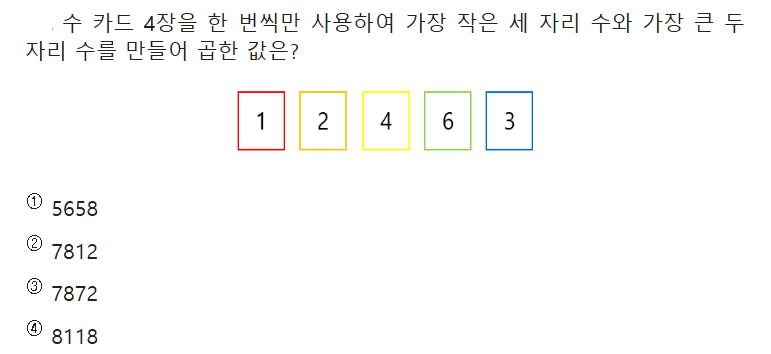 . 수 카드 4장을 한 번씩만 사용하여 가장 작은 세 자리 수와 가장 큰 두
자리 수를 만들어 곱한 값은?
1 2 4 6 3
① 5658
② 7812
③ 7872
④ 8118